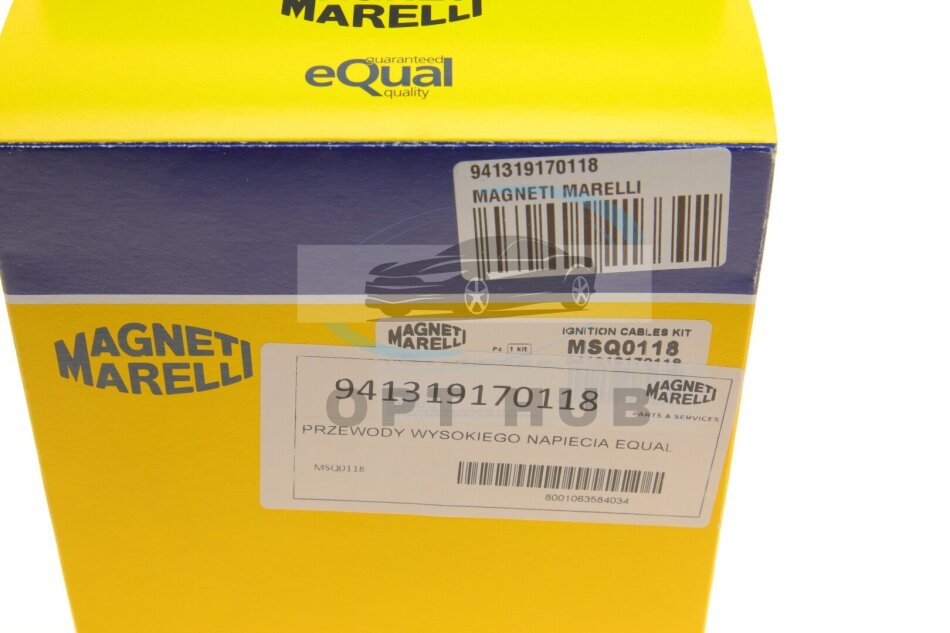 MAGNETI
MARELLI
guaranteed
eQual
quality
941319170118
MAGNETI MARELLI
MAGNETI
MARELLI
MAGNETI
MARELLI
Pc 1 kit
IGNITION CABLES KIT
MSQ0118
941319170118
MAGNETI
MARELLI
PARTS & SERVICES
OPT HUB
PRZEWODY WYSOKIEGO NAPIECIA EQUAL
MSQ0118
8001063584034